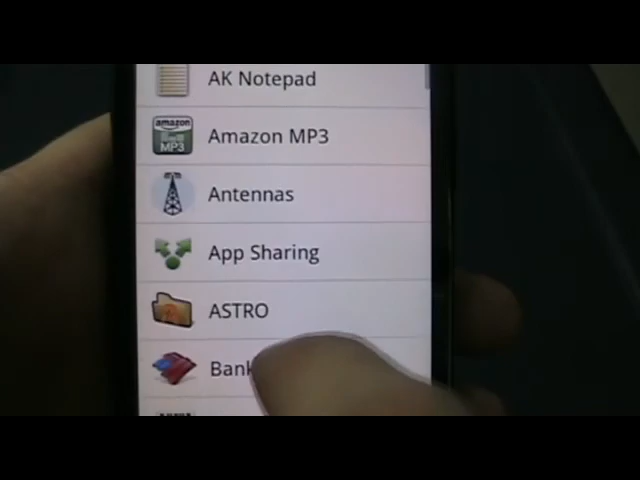 AK Notepad
amazon
MP3
Amazon MP3
Antennas
App Sharing
ASTRO
Bank